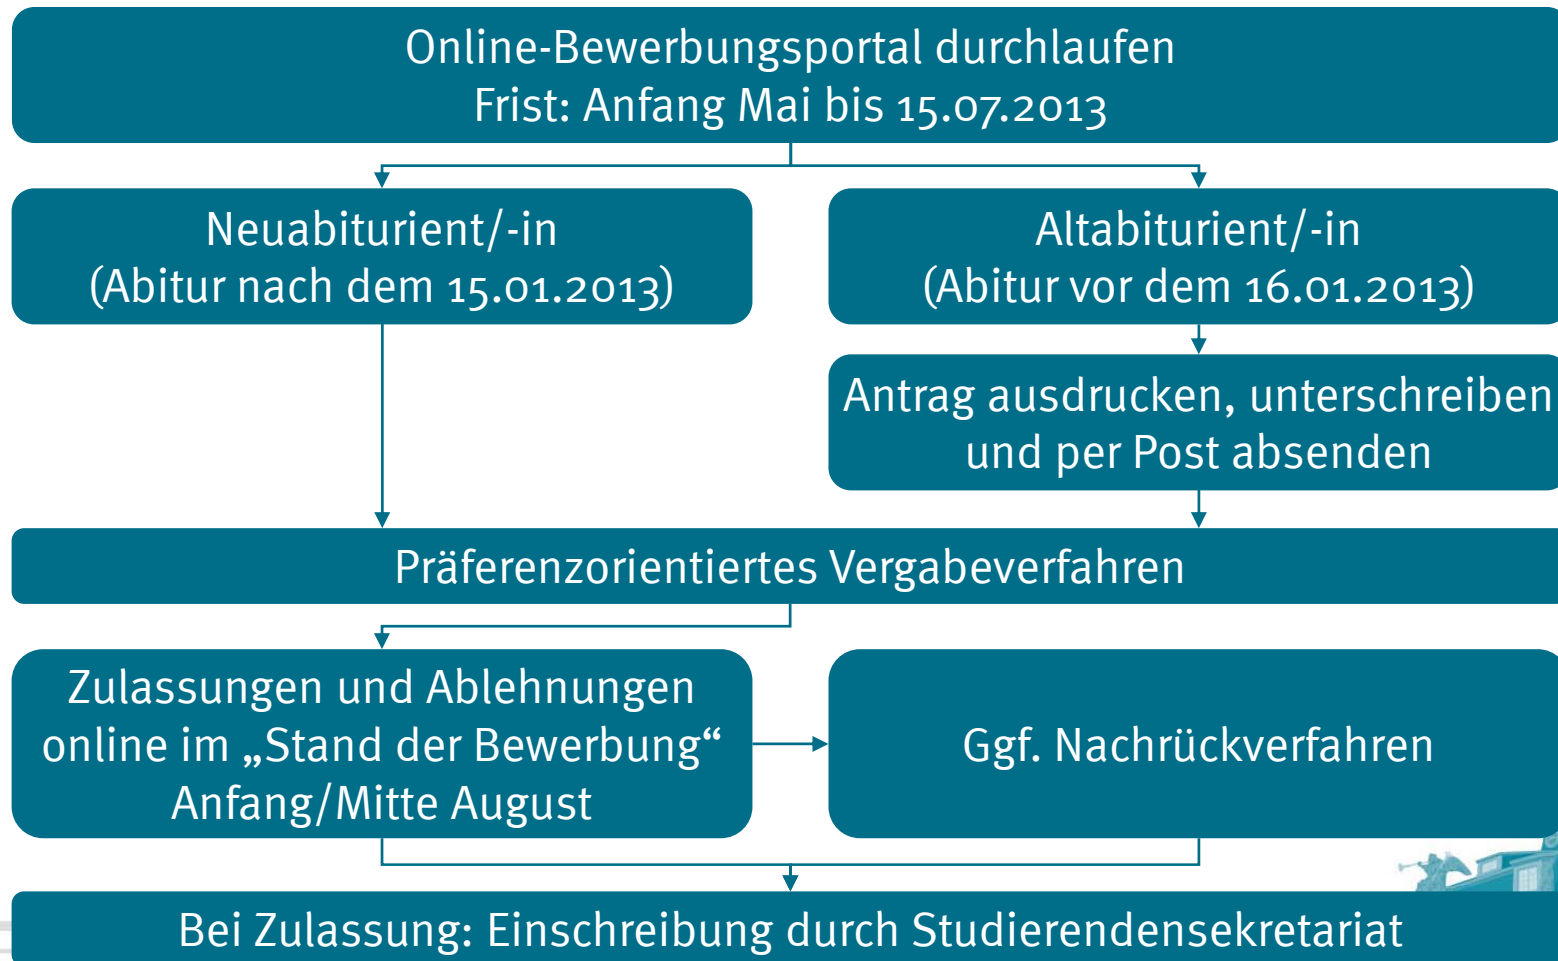 Online-Bewerbungsportal durchlaufen
Frist: Anfang Mai bis 15.07.2013
Neuabiturient/-in
(Abitur nach dem 15.01.2013)
Altabiturient/-in
(Abitur vor dem 16.01.2013)
Antrag ausdrucken, unterschreiben
und per Post absenden
Präferenzorientiertes Vergabeverfahren
Zulassungen und Ablehnungen
online im „Stand der Bewerbung“
Anfang/Mitte August
Ggf. Nachrückverfahren
Bei Zulassung: Einschreibung durch Studierendensekretariat